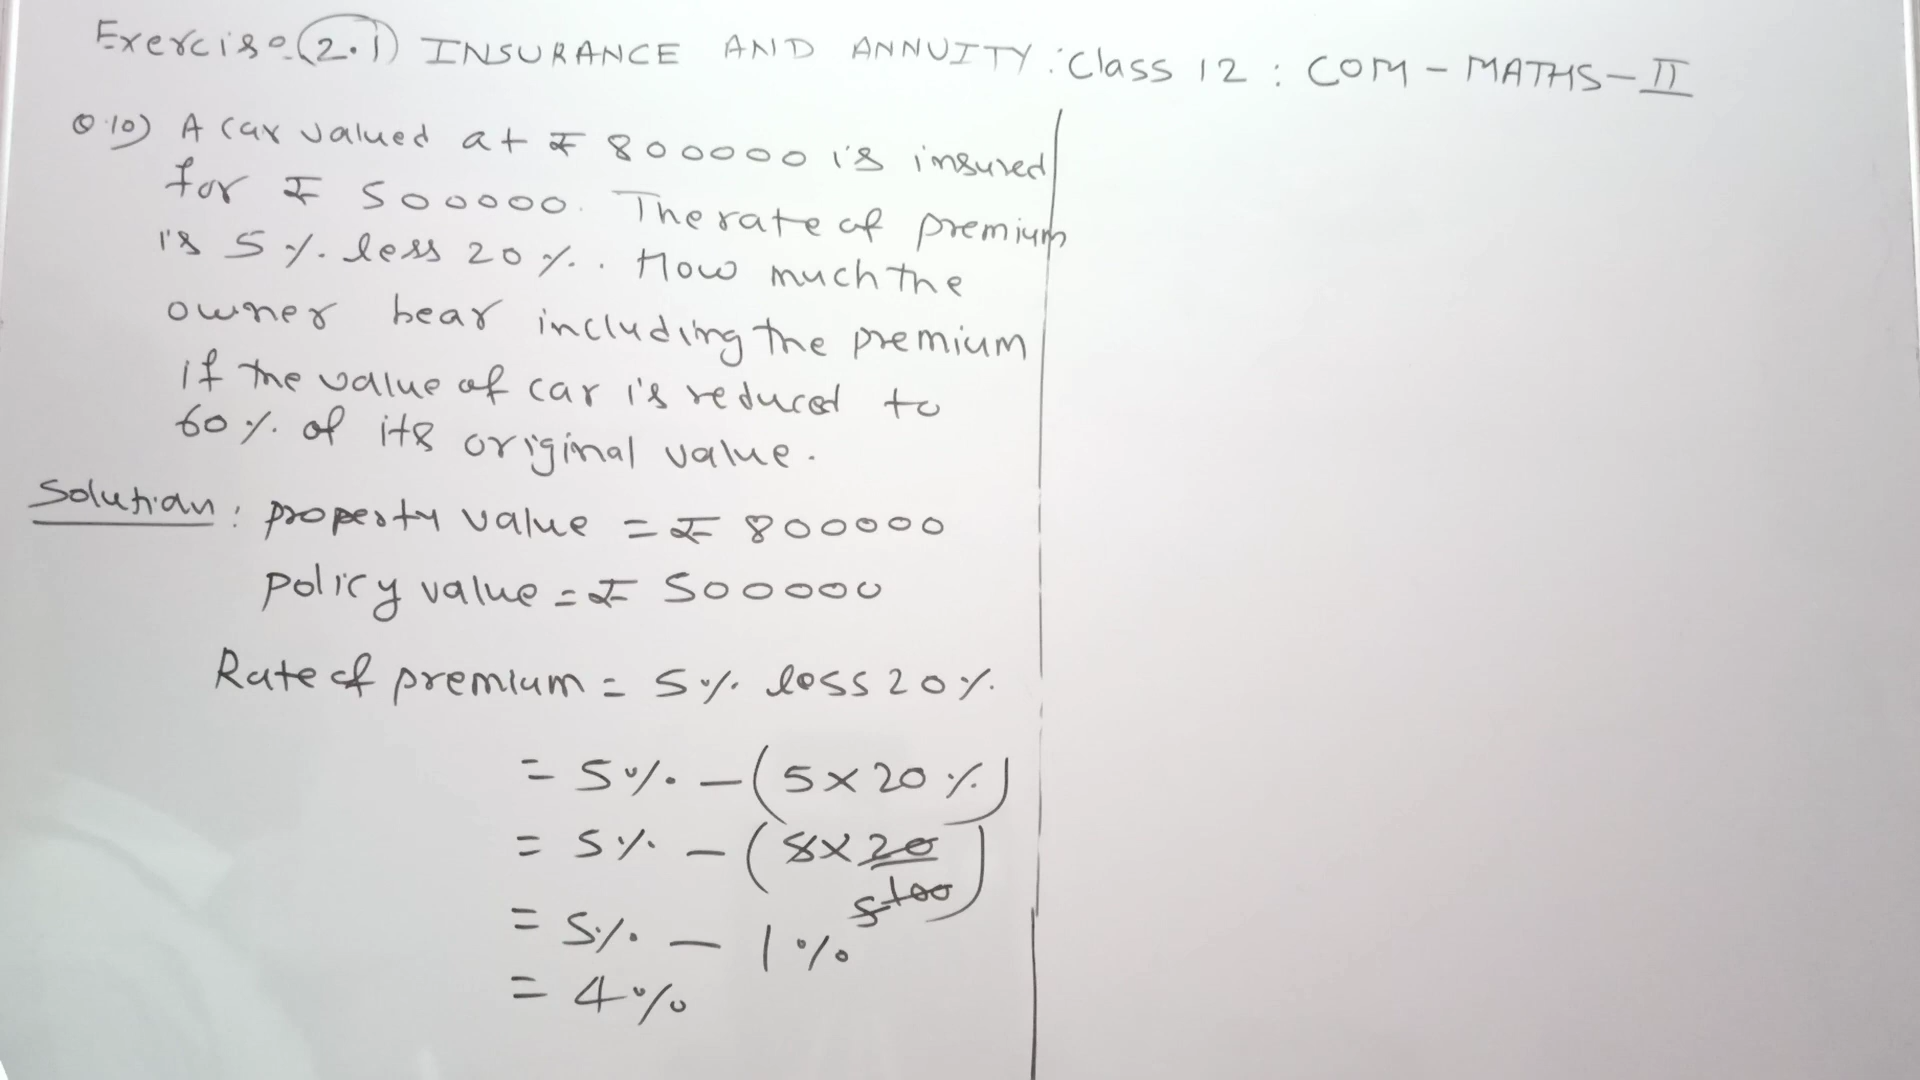 Exercise (2.1) INSURANCE AND ANNUITY : Class 12 : COM - MATHS - II
Q.10) A car valued at ₹ 800000 is insured
for ₹ 500000. The rate of premium
is 5 % less 20 %. How much the
owner bear including the premium
if the value of car is reduced to
60 % of its original value.
Solution : property value = ₹ 800000
policy value = ₹ 500000
Rate of premium = 5 % less 20 %
= 5 % - (5 × 20 %)
= 5 % - (5 × 20
5 100)
= 5 % - 1 %
= 4 %